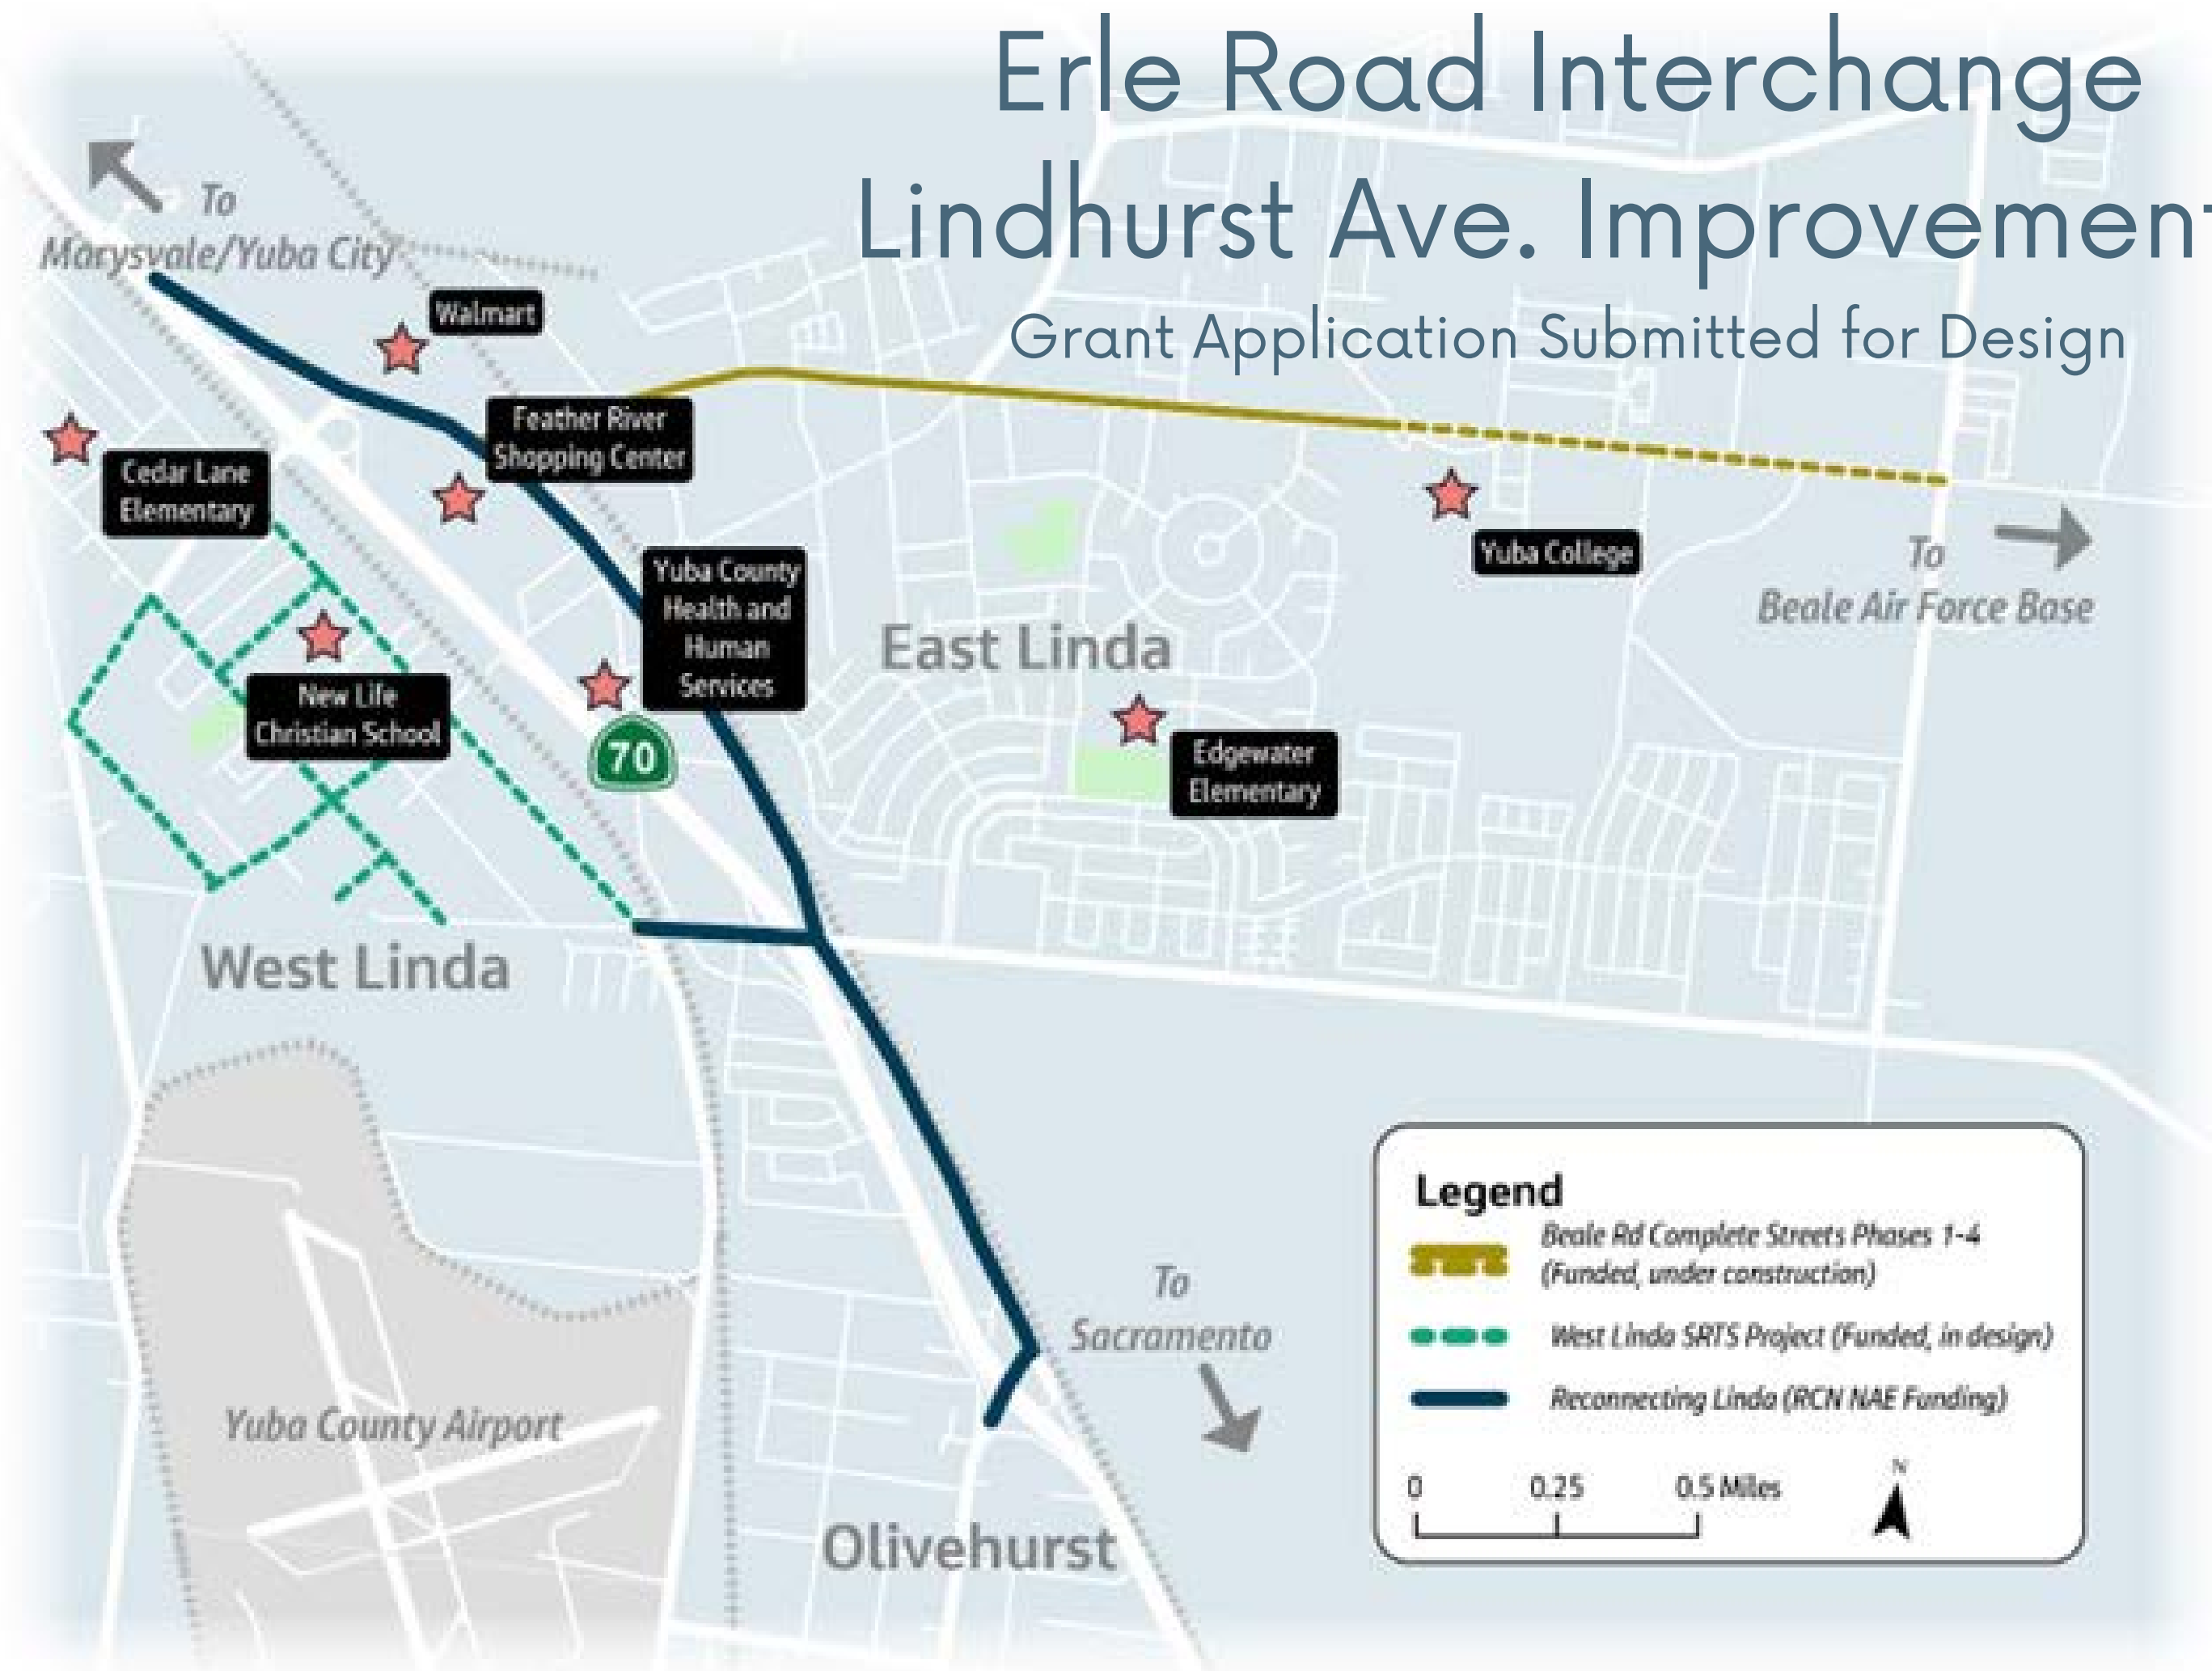 Erle Road Interchange
Lindhurst Ave. Improvement
Grant Application Submitted for Design
To
Marysvale/Yuba City
Walmart
Feather River
Shopping Center
Cedar Lane
Elementary
Yuba College
To
Beale Air Force Base
Yuba County
Health and
Human
Services
East Linda
New Life
Christian School
70
Edgewater
Elementary
West Linda
To
Sacramento
Yuba County Airport
Olivehurst
Legend
Beale Rd Complete Streets Phases 1-4
(Funded, under construction)
West Linda SRTS Project (Funded, in design)
Reconnecting Linda (RCN NAE Funding)
0 0.25 0.5 Miles
N